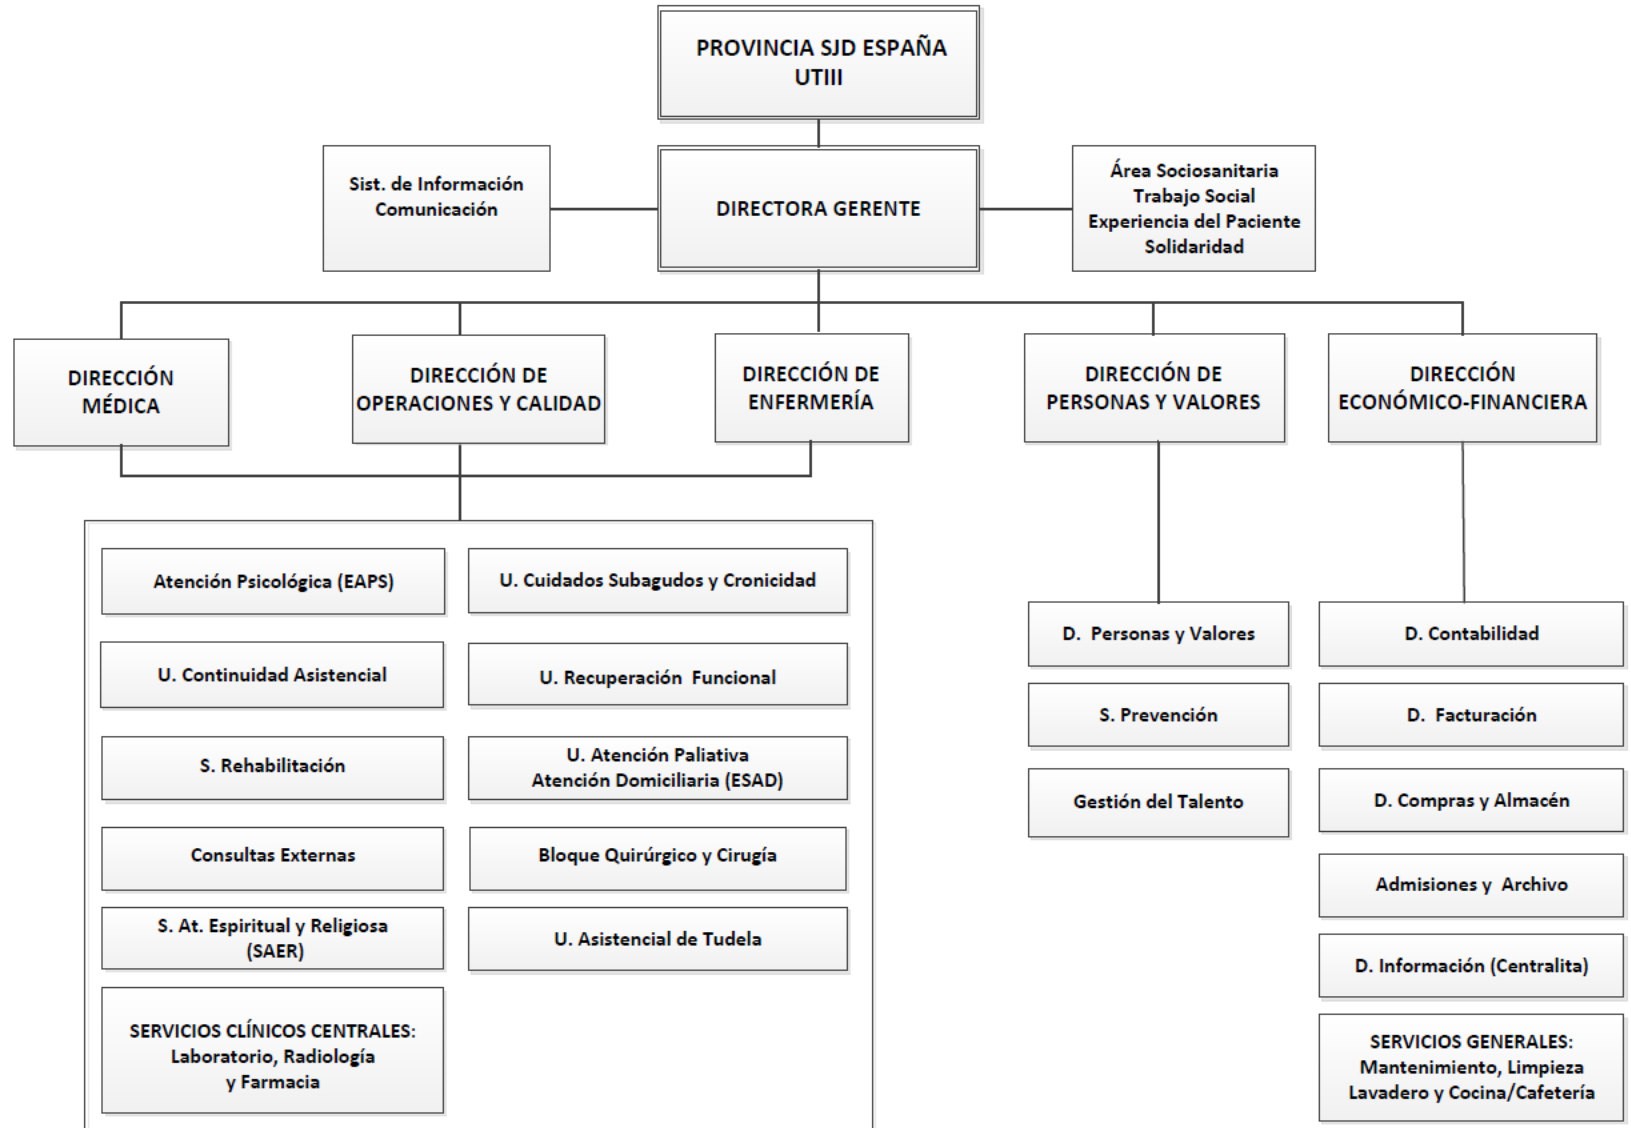 PROVINCIA SJD ESPAÑA
UTIII
Sist. de Información
Comunicación
DIRECTORA GERENTE
Área Sociosanitaria
Trabajo Social
Experiencia del Paciente
Solidaridad
DIRECCIÓN
MÉDICA
DIRECCIÓN DE
OPERACIONES Y CALIDAD
DIRECCIÓN DE
ENFERMERÍA
DIRECCIÓN DE
PERSONAS Y VALORES
DIRECCIÓN
ECONÓMICO-FINANCIERA
Atención Psicológica (EAPS)
U. Continuidad Asistencial
S. Rehabilitación
Consultas Externas
S. At. Espiritual y Religiosa
(SAER)
SERVICIOS CLÍNICOS CENTRALES:
Laboratorio, Radiología
y Farmacia
U. Cuidados Subagudos y Cronicidad
U. Recuperación Funcional
U. Atención Paliativa
Atención Domiciliaria (ESAD)
Bloque Quirúrgico y Cirugía
U. Asistencial de Tudela
D. Personas y Valores
S. Prevención
Gestión del Talento
D. Contabilidad
D. Facturación
D. Compras y Almacén
Admisiones y Archivo
D. Información (Centralita)
SERVICIOS GENERALES:
Mantenimiento, Limpieza
Lavadero y Cocina/Cafetería